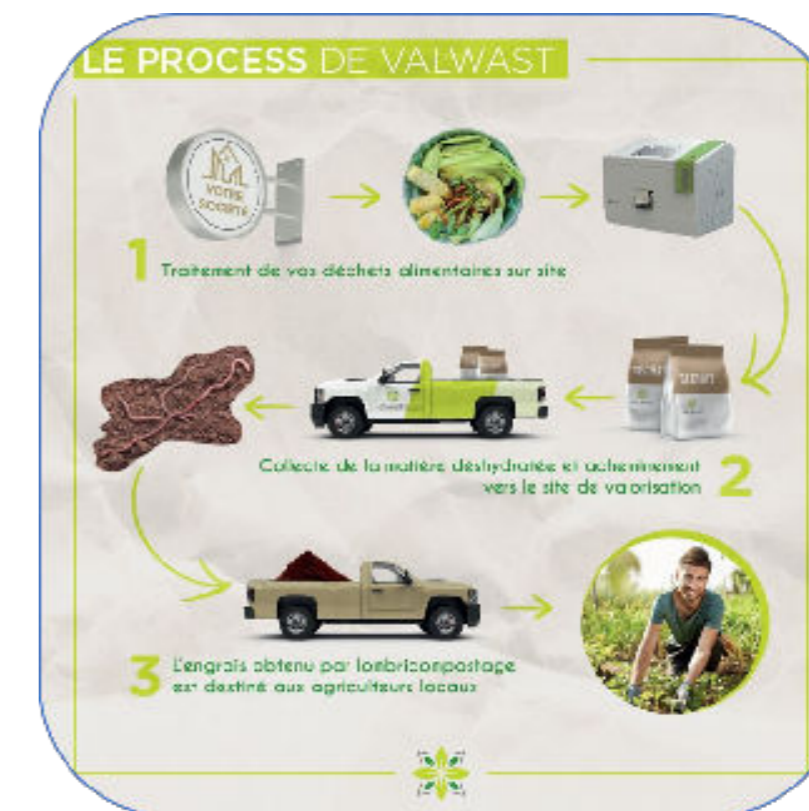 LE PROCESS DE VALWAST
VOTRE
SOCIÉTÉ
1 Traitement de vos déchets alimentaires sur site
Collecte de la matière déshydratée et acheminement
vers le site de valorisation 2
3 L'engrais obtenu par lombricompostage
est destiné aux agriculteurs locaux